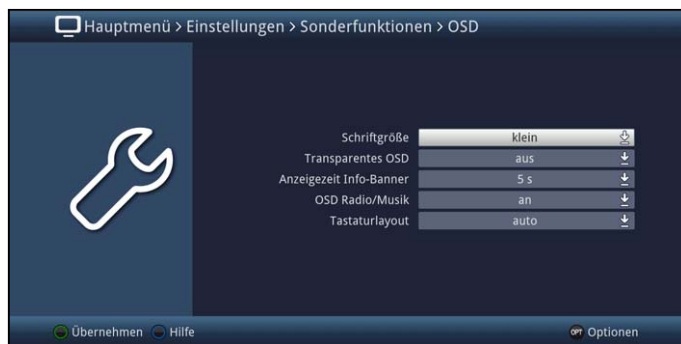 Hauptmenü > Einstellungen > Sonderfunktionen > OSD
Schriftgröße klein
Transparentes OSD aus
Anzeigezeit Info-Banner 5 s
OSD Radio/Musik an
Tastaturlayout auto
Übernehmen Hilfe OPT Optionen